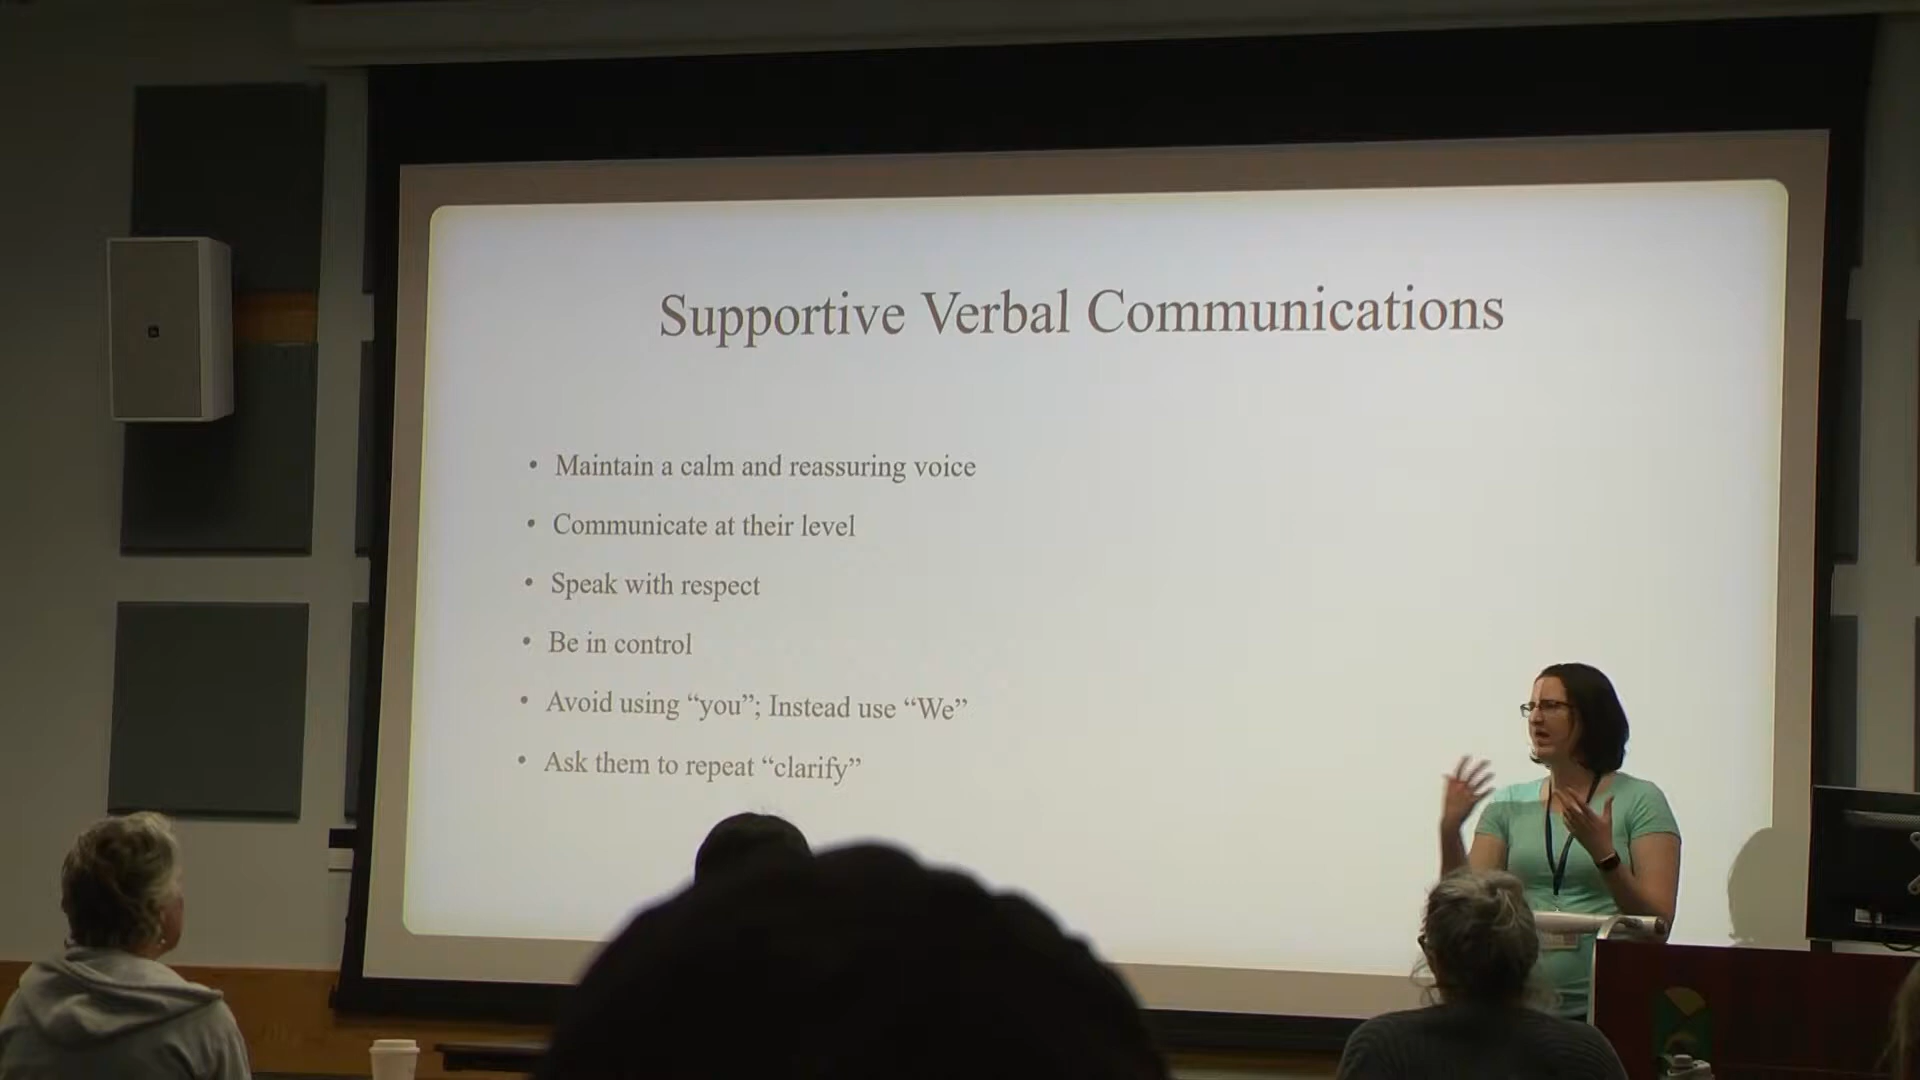 Supportive Verbal Communications
• Maintain a calm and reassuring voice
• Communicate at their level
• Speak with respect
• Be in control
• Avoid using “you”; Instead use “We”
• Ask them to repeat “clarify”